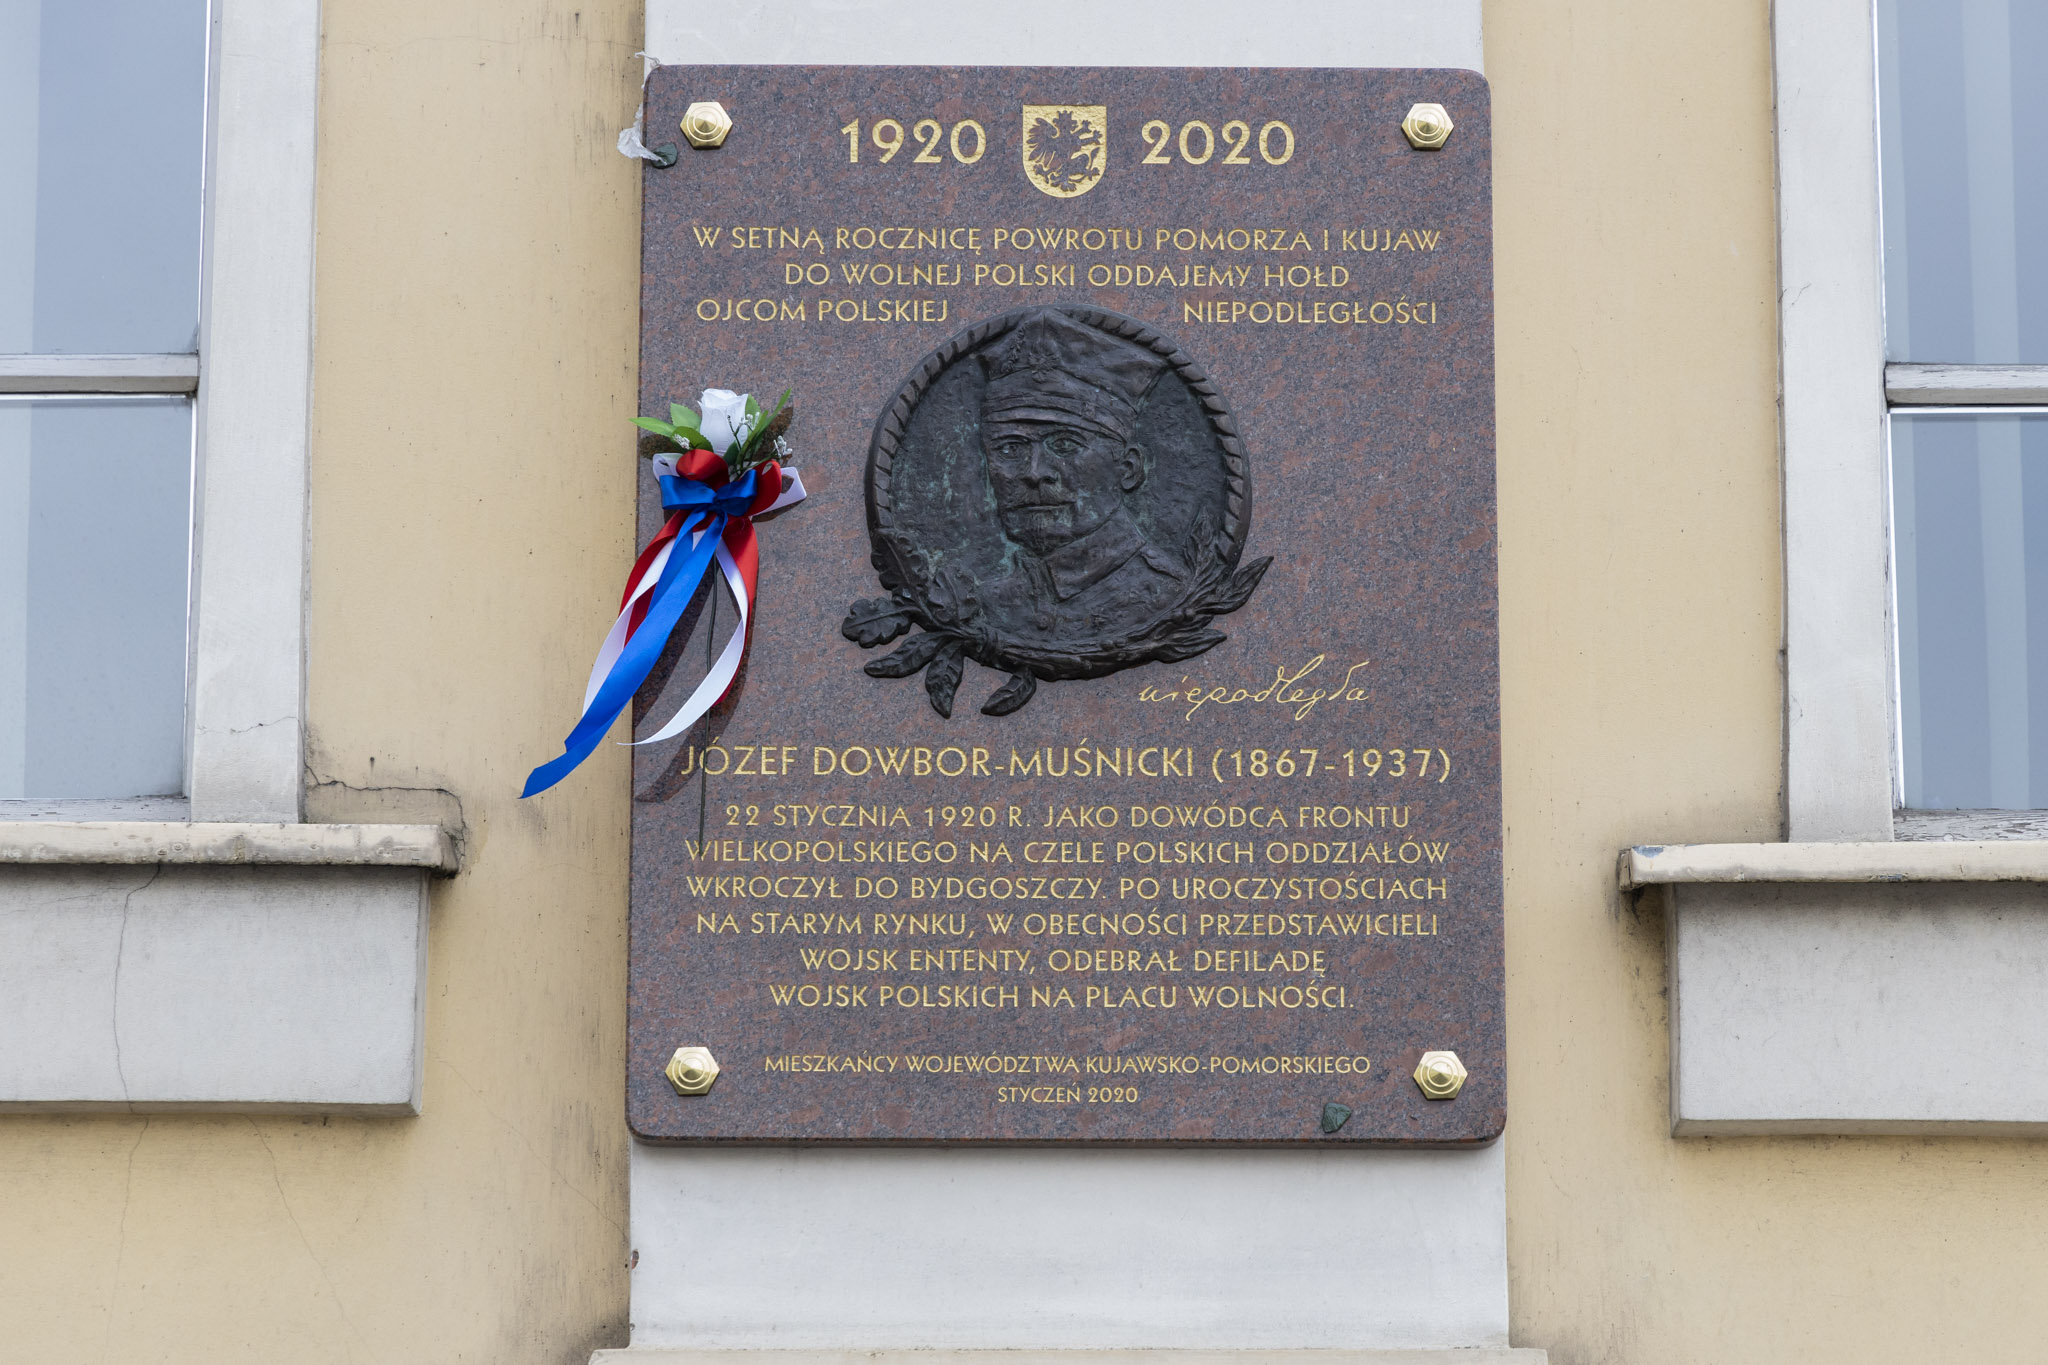 1920 2020
W SETNĄ ROCZNICĘ POWROTU POMORZA I KUJAW
DO WOLNEJ POLSKI ODDAJEMY HOŁD
OJCOM POLSKIEJ NIEPODLEGŁOŚCI
niepodległa
JÓZEF DOWBOR-MUŚNICKI (1867-1937)
22 STYCZNIA 1920 R. JAKO DOWÓDCA FRONTU
WIELKOPOLSKIEGO NA CZELE POLSKICH ODDZIAŁÓW
WKROCZYŁ DO BYDGOSZCZY. PO UROCZYSTOŚCIACH
NA STARYM RYNKU, W OBECNOŚCI PRZEDSTAWICIELI
WOJSK ENTENTY, ODEBRAŁ DEFILADĘ
WOJSK POLSKICH NA PLACU WOLNOŚCI.
MIESZKAŃCY WOJEWÓDZTWA KUJAWSKO-POMORSKIEGO
STYCZEŃ 2020